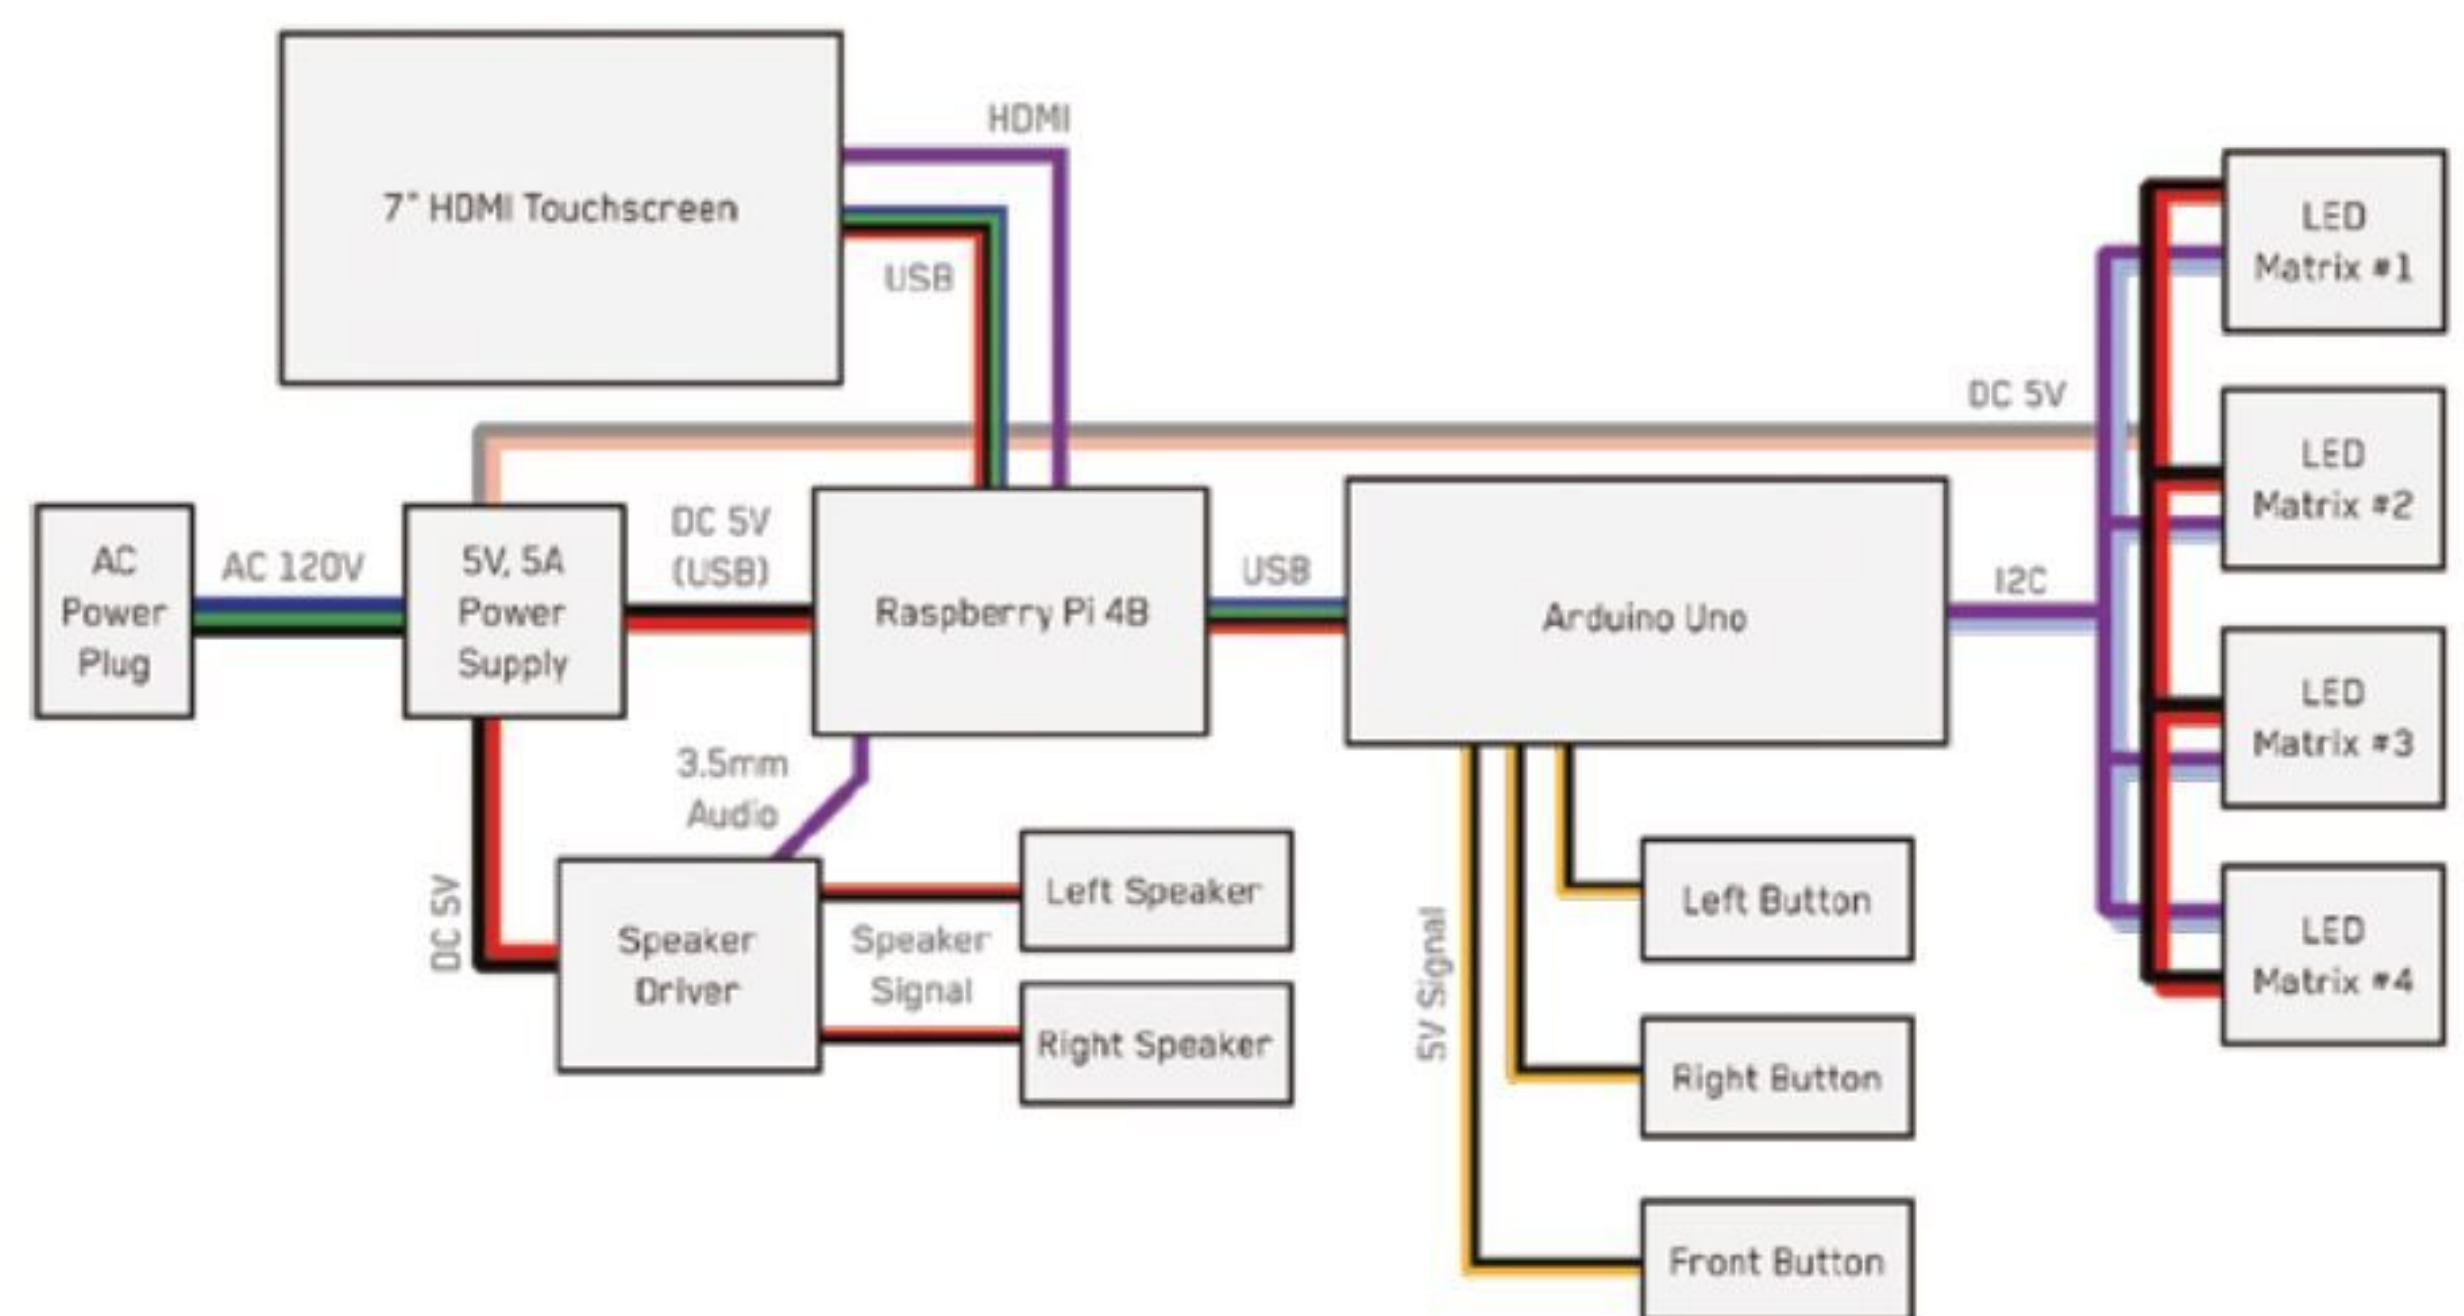 HDMI
7" HDMI Touchscreen
USB
DC 5V
LED
Matrix #1
LED
Matrix #2
AC
Power
Plug
AC 120V
5V, 5A
Power
Supply
DC 5V
(USB)
Raspberry Pi 4B
USB
Arduino Uno
I2C
LED
Matrix #3
LED
Matrix #4
3.5mm
Audio
DC 5V
Speaker
Driver
Speaker
Signal
Left Speaker
Right Speaker
5V Signal
Left Button
Right Button
Front Button